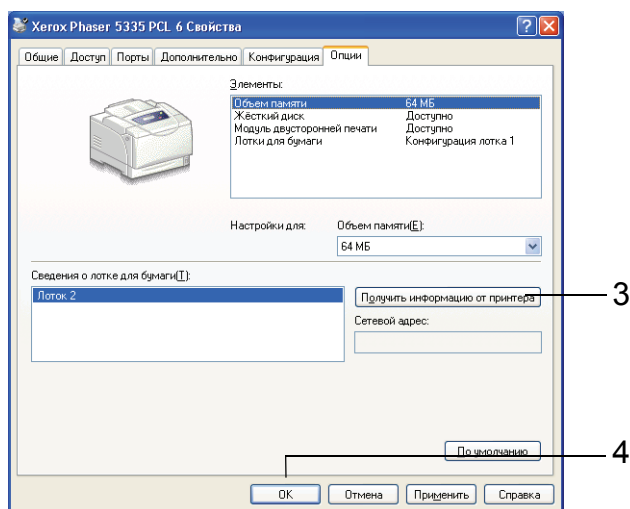 Xerox Phaser 5335 PCL 6 Свойства
Общие Доступ Порты Дополнительно Конфигурация Опции
Элементы:
Объем памяти 64 МБ
Жёсткий диск Доступно
Модуль двусторонней печати Доступно
Лотки для бумаги Конфигурация лотка 1
Настройки для: Объем памяти(E):
64 МБ
Сведения о лотке для бумаги(T):
Лоток 2
Получить информацию от принтера 3
Сетевой адрес:
По умолчанию
4
OK Отмена Применить Справка